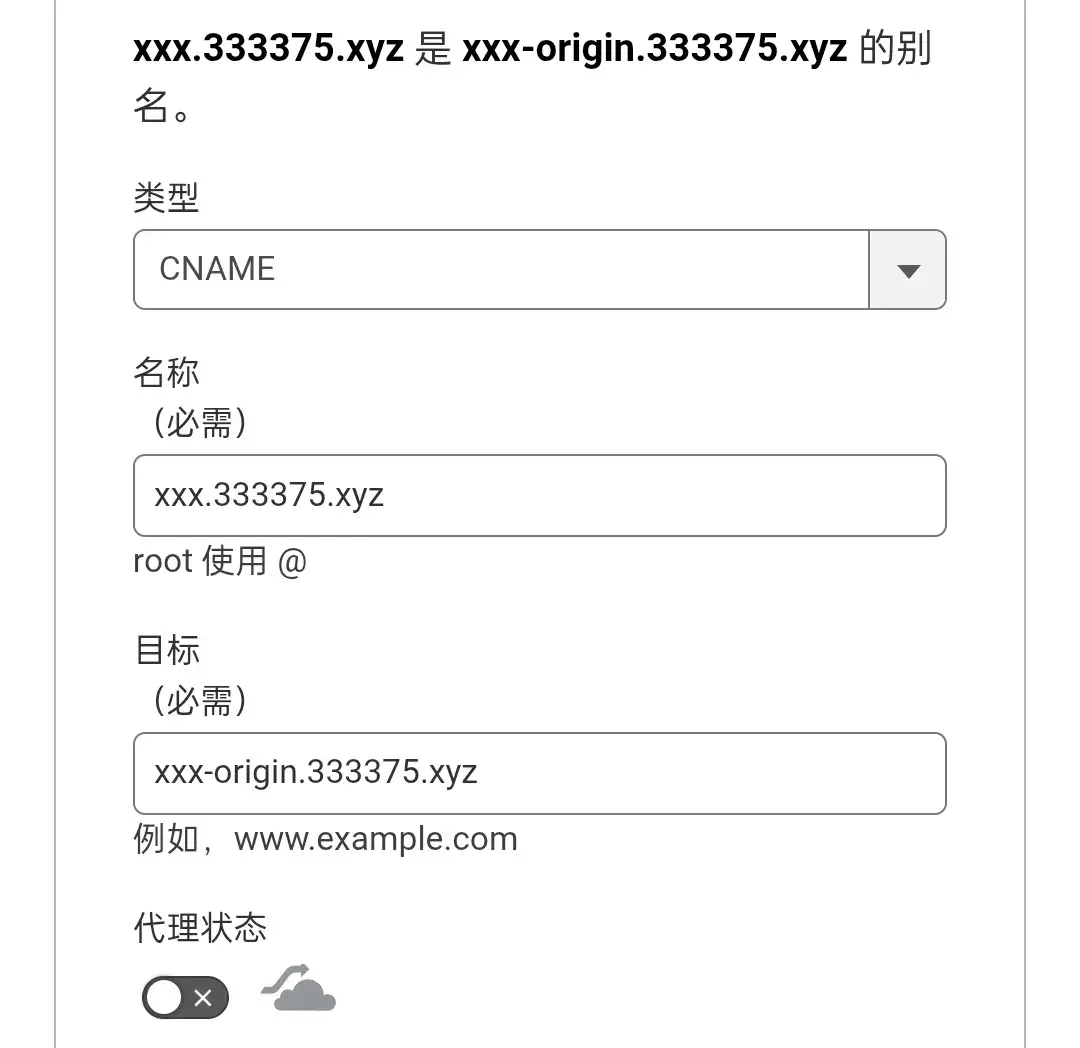 xxx.333375.xyz 是 xxx-origin.333375.xyz 的别
名。
类型
CNAME
名称
（必需）
xxx.333375.xyz
root 使用 @
目标
（必需）
xxx-origin.333375.xyz
例如，www.example.com
代理状态